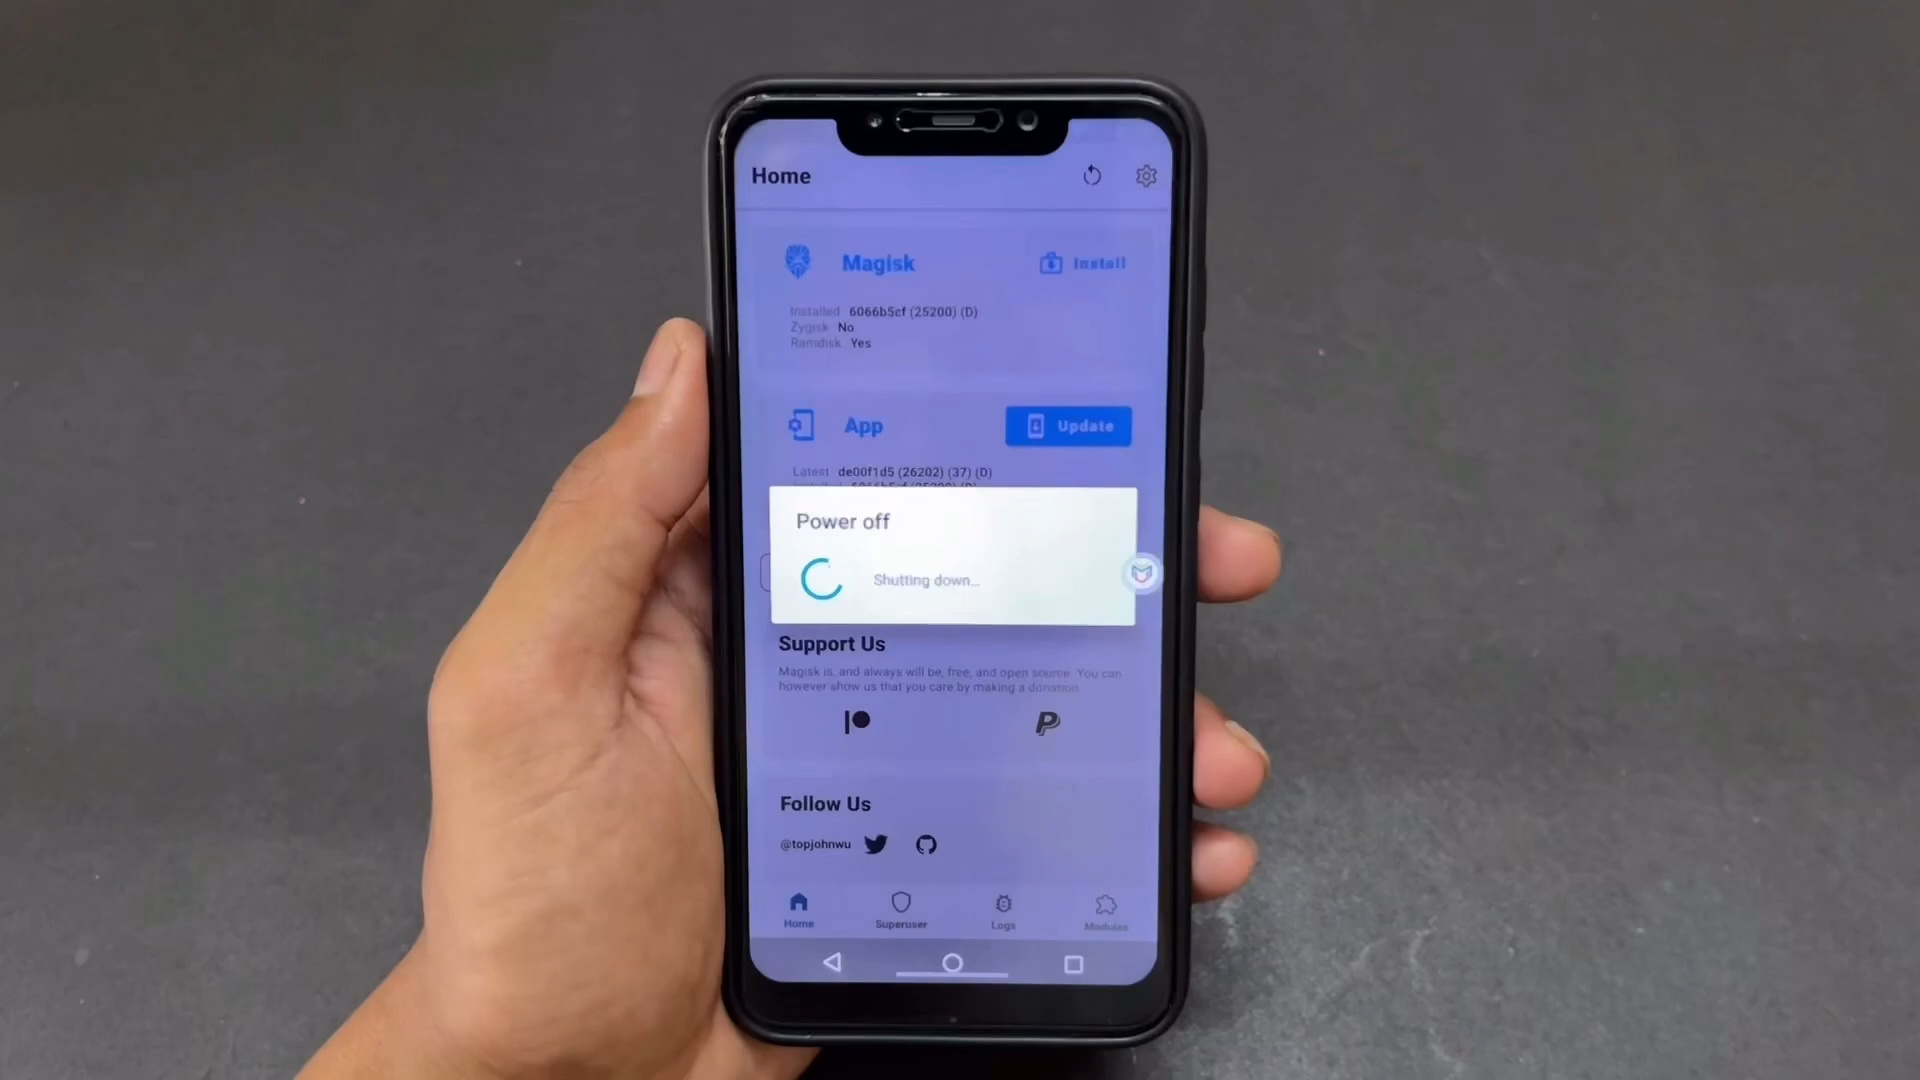 Home
Magisk
Install
Installed 6066b5cf (25200) (D)
Zygisk No
Ramdisk Yes
App
Update
Latest de00f1d5 (26202) (37) (D)
Power off
Shutting down...
Support Us
Magisk is, and always will be, free, and open source. You can
however show us that you care by making a donation.
Follow Us
@topjohnwu
Home
Superuser
Logs
Modules